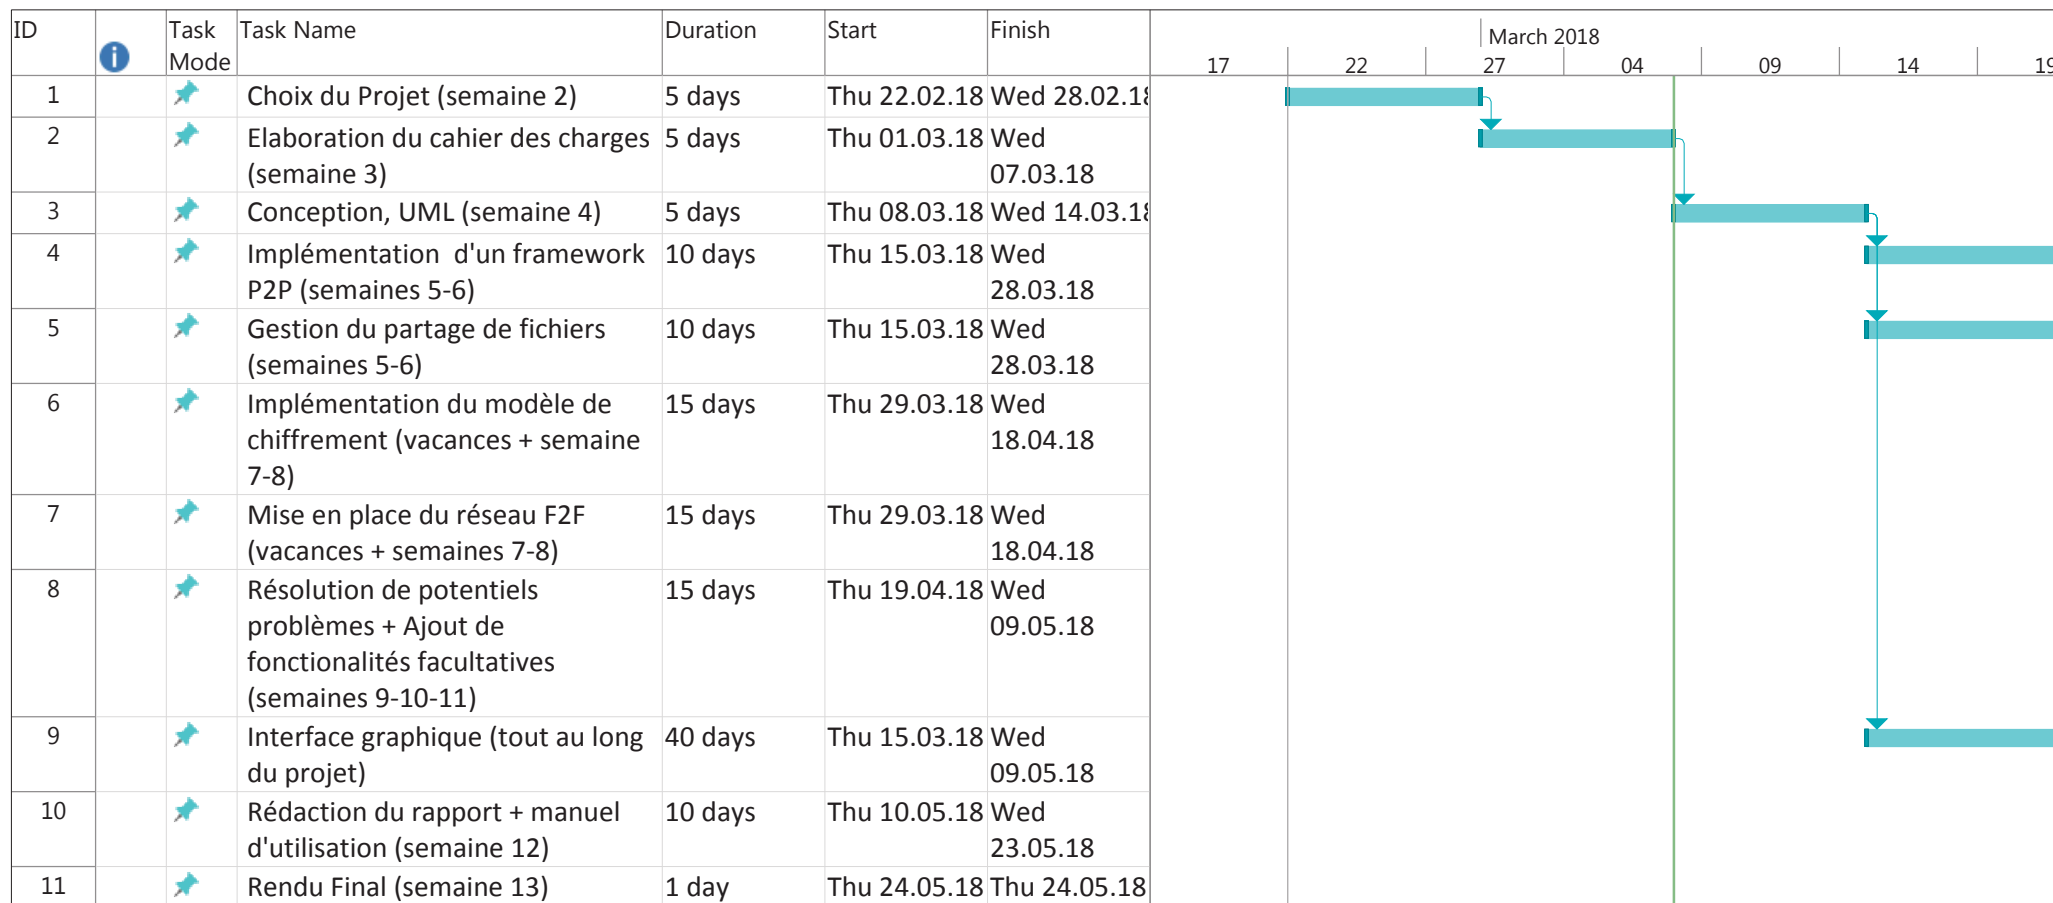 ID Task Mode Task Name Duration Start Finish
March 2018
17 22 27 04 09 14 19
1 Choix du Projet (semaine 2) 5 days Thu 22.02.18 Wed 28.02.18
2 Elaboration du cahier des charges 5 days Thu 01.03.18 Wed
(semaine 3) 07.03.18
3 Conception, UML (semaine 4) 5 days Thu 08.03.18 Wed 14.03.18
4 Implémentation d'un framework 10 days Thu 15.03.18 Wed
P2P (semaines 5-6) 28.03.18
5 Gestion du partage de fichiers 10 days Thu 15.03.18 Wed
(semaines 5-6) 28.03.18
6 Implémentation du modèle de 15 days Thu 29.03.18 Wed
chiffrement (vacances + semaine 18.04.18
7-8)
7 Mise en place du réseau F2F 15 days Thu 29.03.18 Wed
(vacances + semaines 7-8) 18.04.18
8 Résolution de potentiels 15 days Thu 19.04.18 Wed
problèmes + Ajout de 09.05.18
fonctionalités facultatives
(semaines 9-10-11)
9 Interface graphique (tout au long 40 days Thu 15.03.18 Wed
du projet) 09.05.18
10 Rédaction du rapport + manuel 10 days Thu 10.05.18 Wed
d'utilisation (semaine 12) 23.05.18
11 Rendu Final (semaine 13) 1 day Thu 24.05.18 Thu 24.05.18